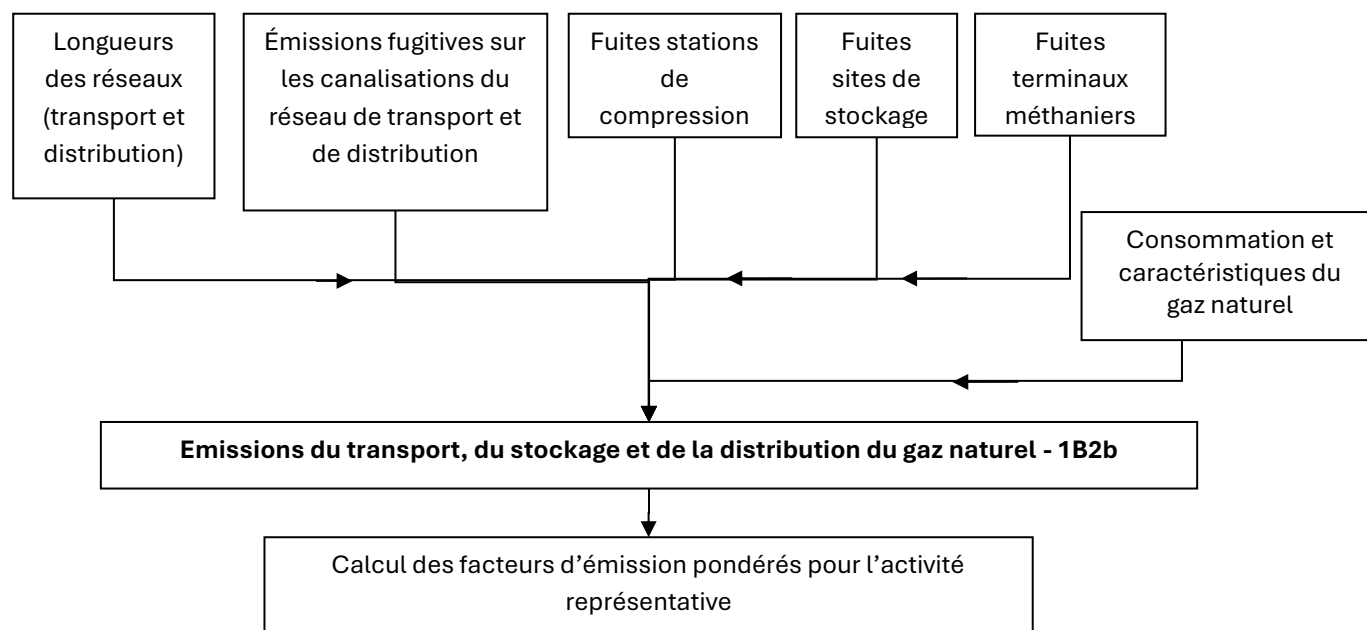 Longueurs
des réseaux
(transport et
distribution)
Émissions fugitives sur
les canalisations du
réseau de transport et
de distribution
Fuites stations
de
compression
Fuites
sites de
stockage
Fuites
terminaux
méthaniers
Consommation et
caractéristiques du
gaz naturel
Emissions du transport, du stockage et de la distribution du gaz naturel - 1B2b
Calcul des facteurs d’émission pondérés pour l’activité
représentative